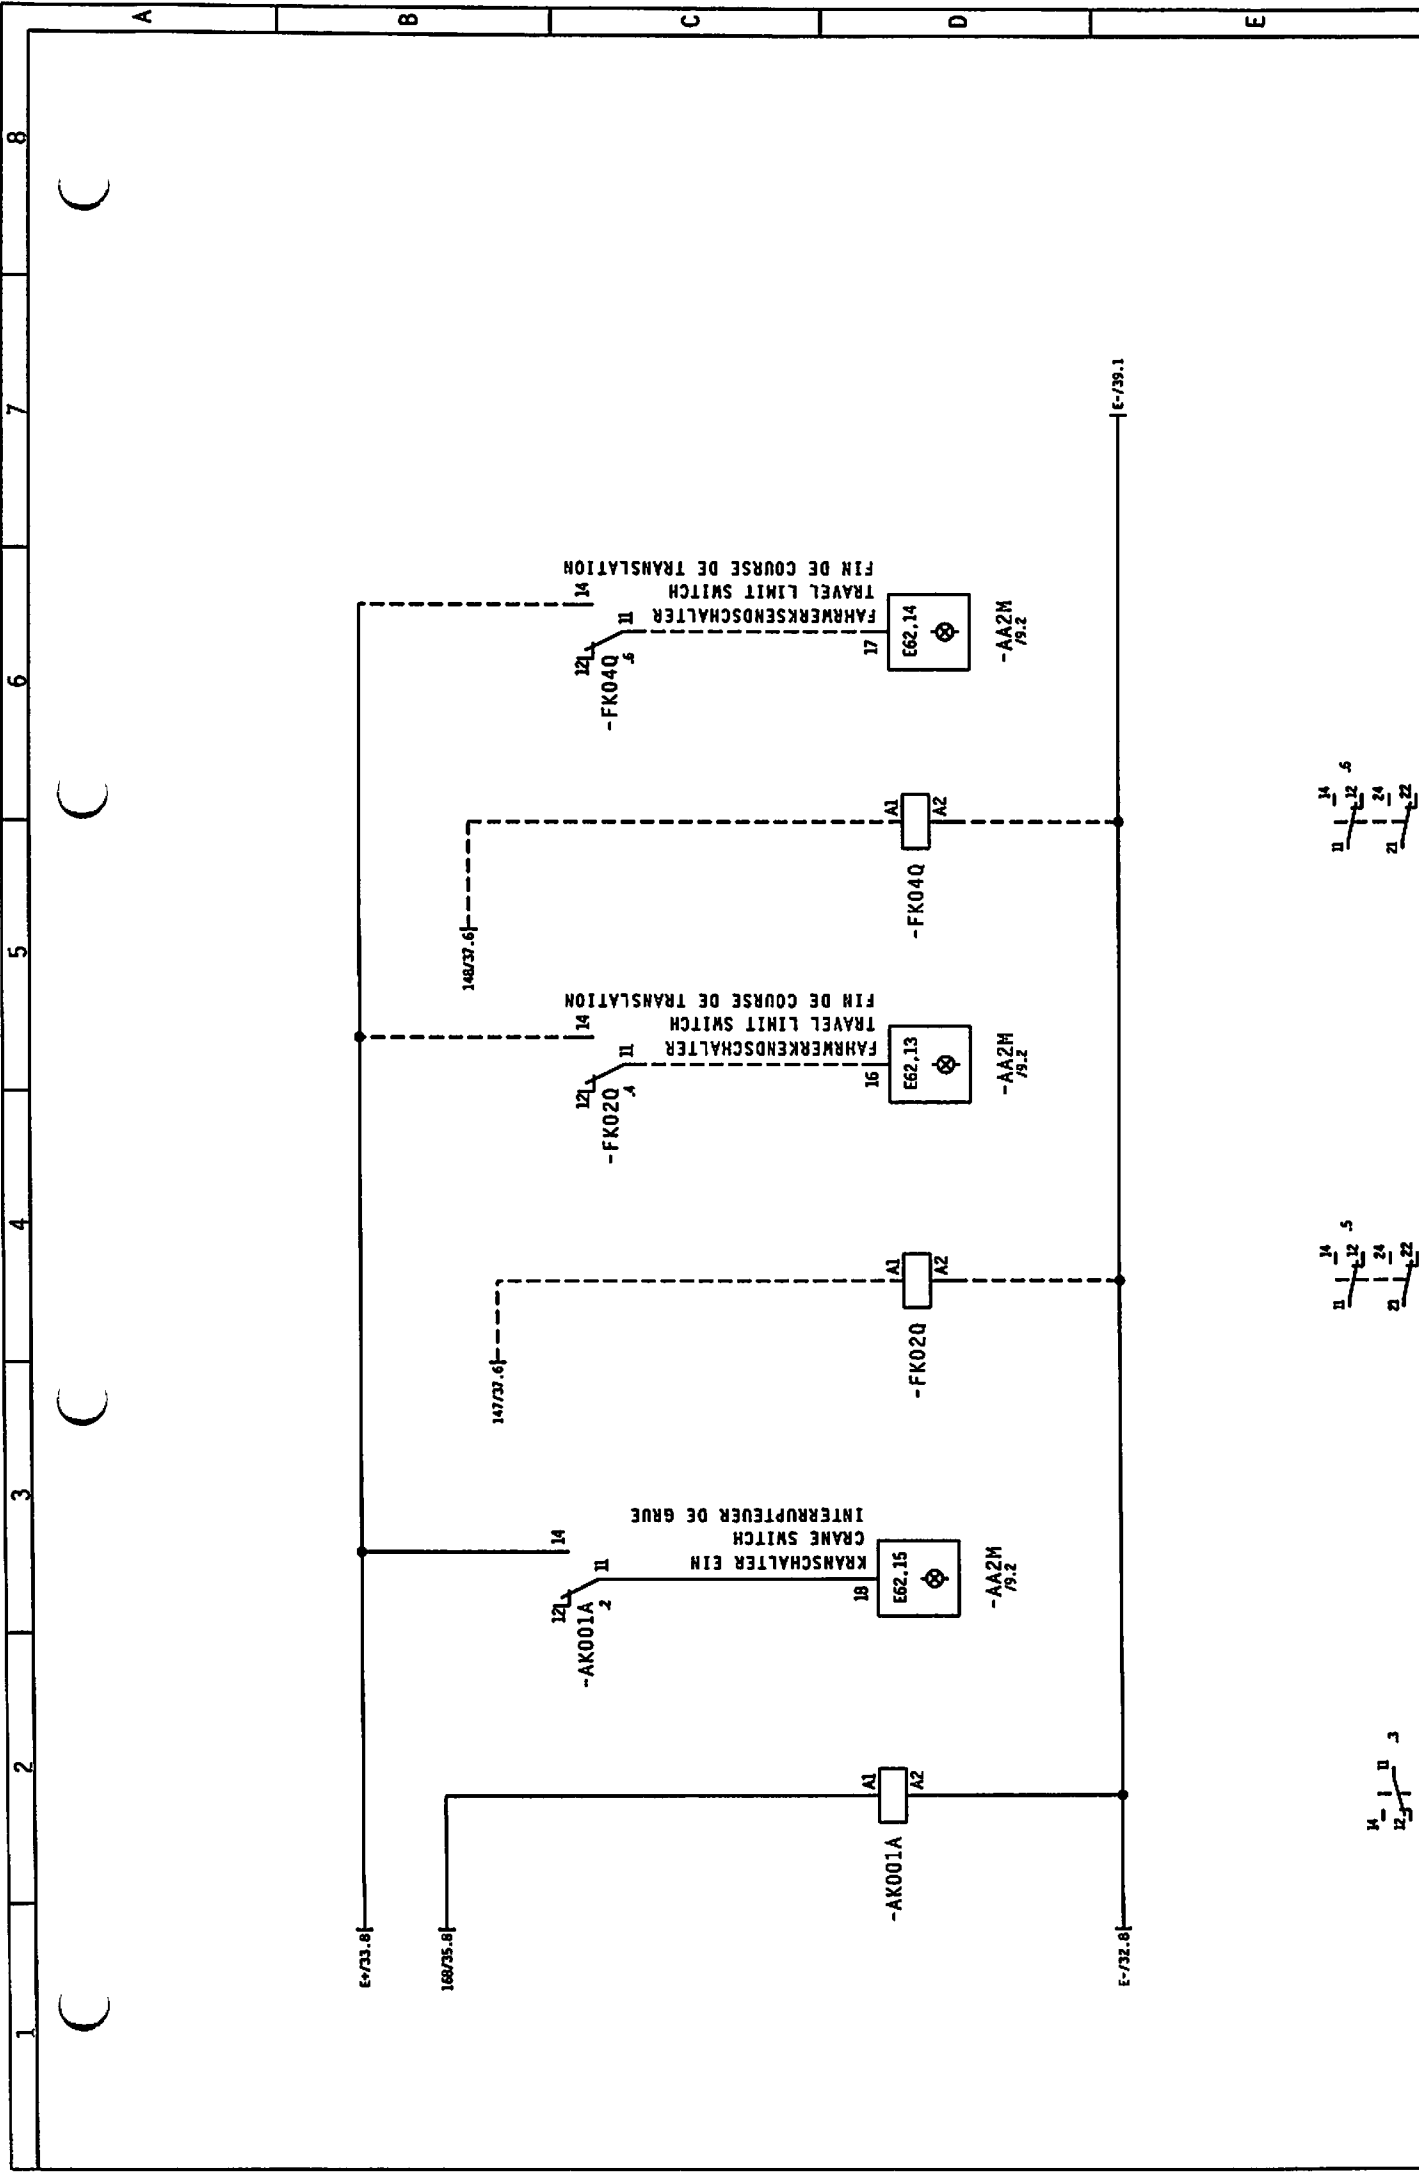 1 2 3 4 5 6 7 8
A
B
C
D
E
E+/33.8
168/35.8
147/37.6
148/37.6
14
12
11
-AK001A
.2
KRANSCHALTER EIN
CRANE SWITCH
INTERRUPTEUER DE GRUE
18
E62.15
-AA2M
/9.2
14
12
11
-FK02Q
.4
FAHRWERKENDSCHALTER
TRAVEL LIMIT SWITCH
FIN DE COURSE DE TRANSLATION
16
E62.13
-AA2M
/9.2
14
12
11
-FK04Q
.6
FAHRWERKSENDSCHALTER
TRAVEL LIMIT SWITCH
FIN DE COURSE DE TRANSLATION
17
E62.14
-AA2M
/9.2
-AK001A
A1
A2
-FK02Q
A1
A2
-FK04Q
A1
A2
E-/32.8
E-/39.1
14
12
11 .3
14
11 12 .5
24
21 22
14
11 12 .6
24
21 22